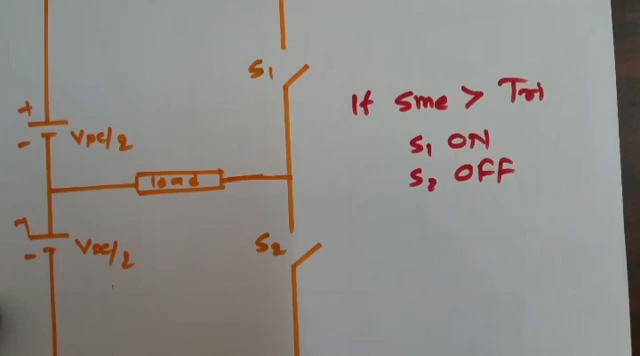 S1
+
- VDC/2
load
S2
- VDC/2
If Sine > Tri
S1 ON
S2 OFF